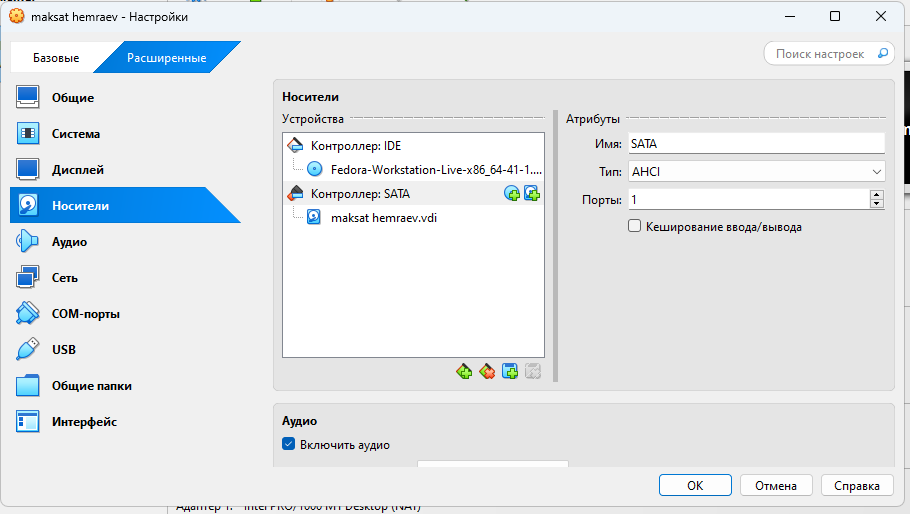 maksat hemraev - Настройки
Базовые
Расширенные
Поиск настроек
Общие
Система
Дисплей
Носители
Аудио
Сеть
COM-порты
USB
Общие папки
Интерфейс
Носители
Устройства
Контроллер: IDE
Fedora-Workstation-Live-x86_64-41-1....
Контроллер: SATA
maksat hemraev.vdi
Атрибуты
Имя: SATA
Тип: AHCI
Порты: 1
Кеширование ввода/вывода
Аудио
Включить аудио
OK
Отмена
Справка
Адаптер 1: Intel PRO/1000 MT Desktop (NAT)